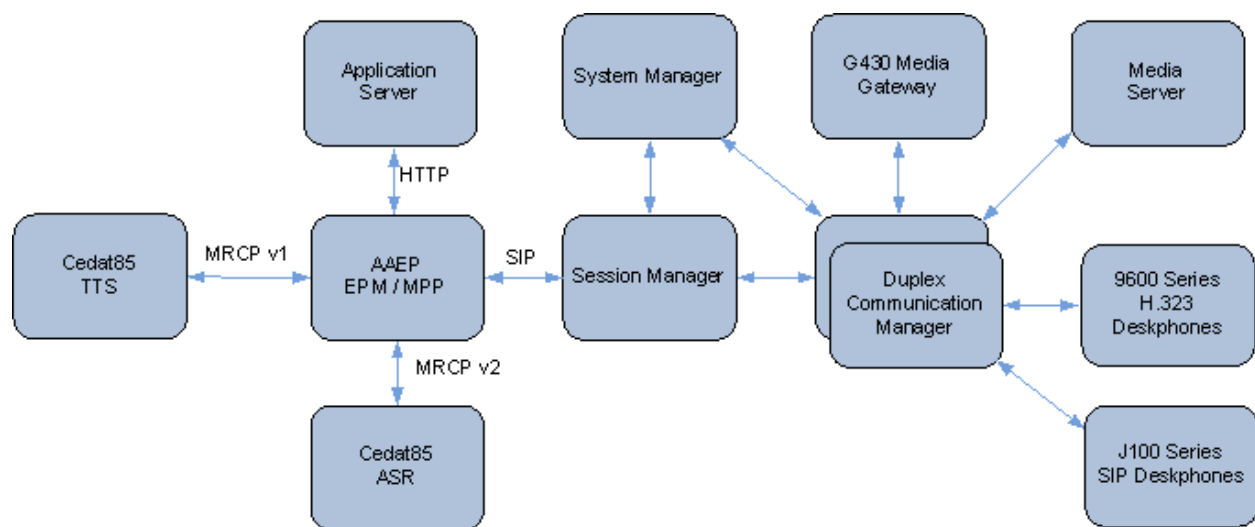 Application
Server
System Manager
G430 Media
Gateway
Media
Server
HTTP
Cedat85
TTS
MRCP v1
AAEP
EPM / MPP
SIP
Session Manager
Duplex
Communication
Manager
9600 Series
H.323
Deskphones
MRCP v2
Cedat85
ASR
J100 Series
SIP Deskphones